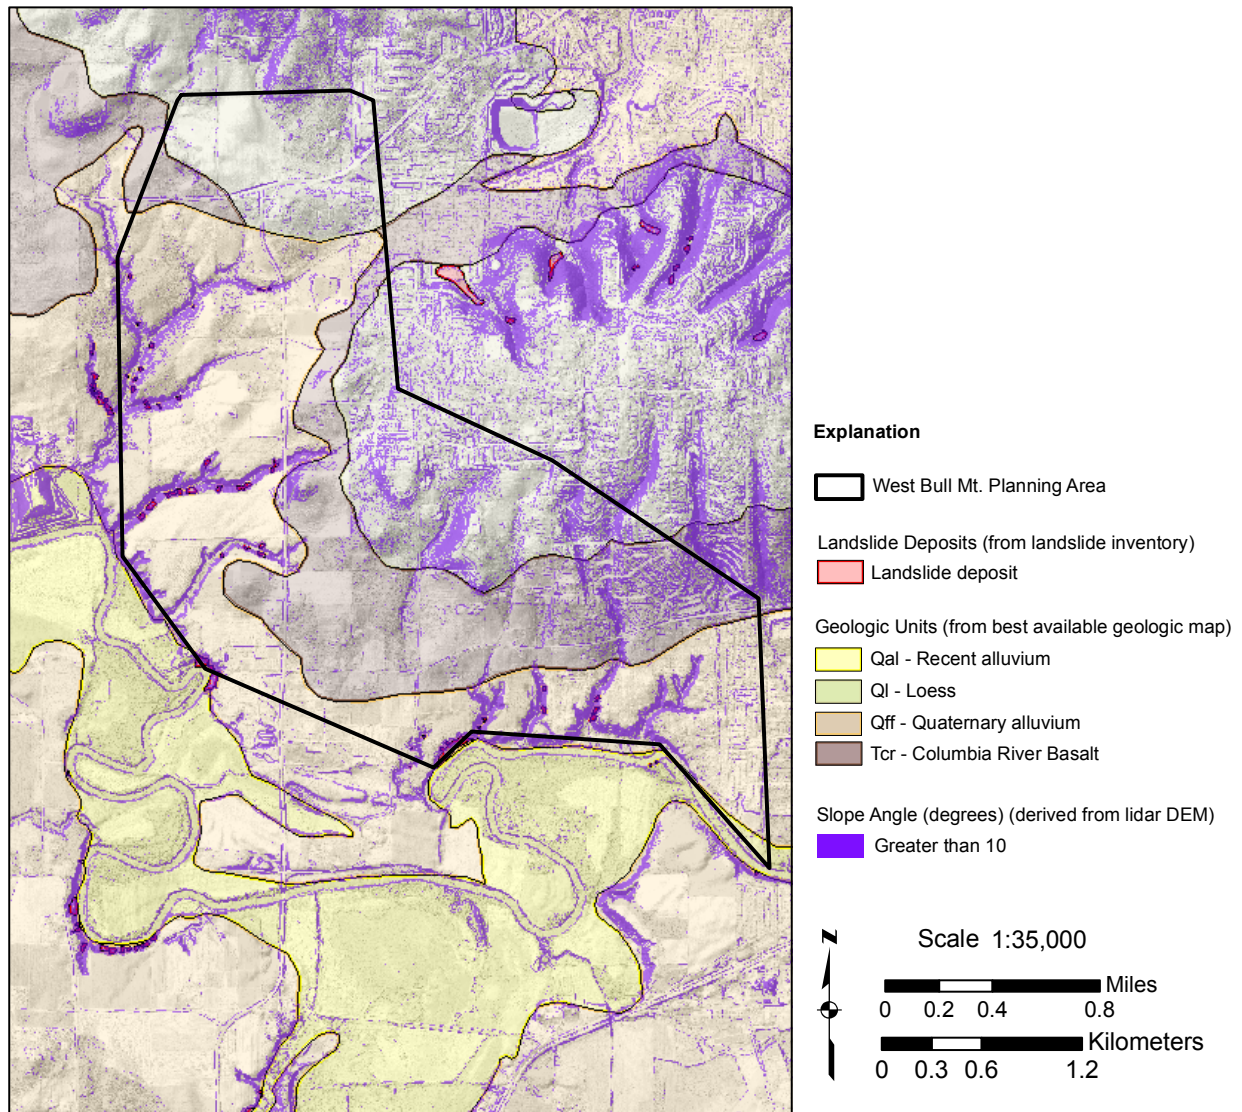 Explanation
West Bull Mt. Planning Area
Landslide Deposits (from landslide inventory)
Landslide deposit
Geologic Units (from best available geologic map)
Qal - Recent alluvium
Ql - Loess
Qff - Quaternary alluvium
Tcr - Columbia River Basalt
Slope Angle (degrees) (derived from lidar DEM)
Greater than 10
N
Scale 1:35,000
Miles
0 0.2 0.4 0.8
Kilometers
0 0.3 0.6 1.2